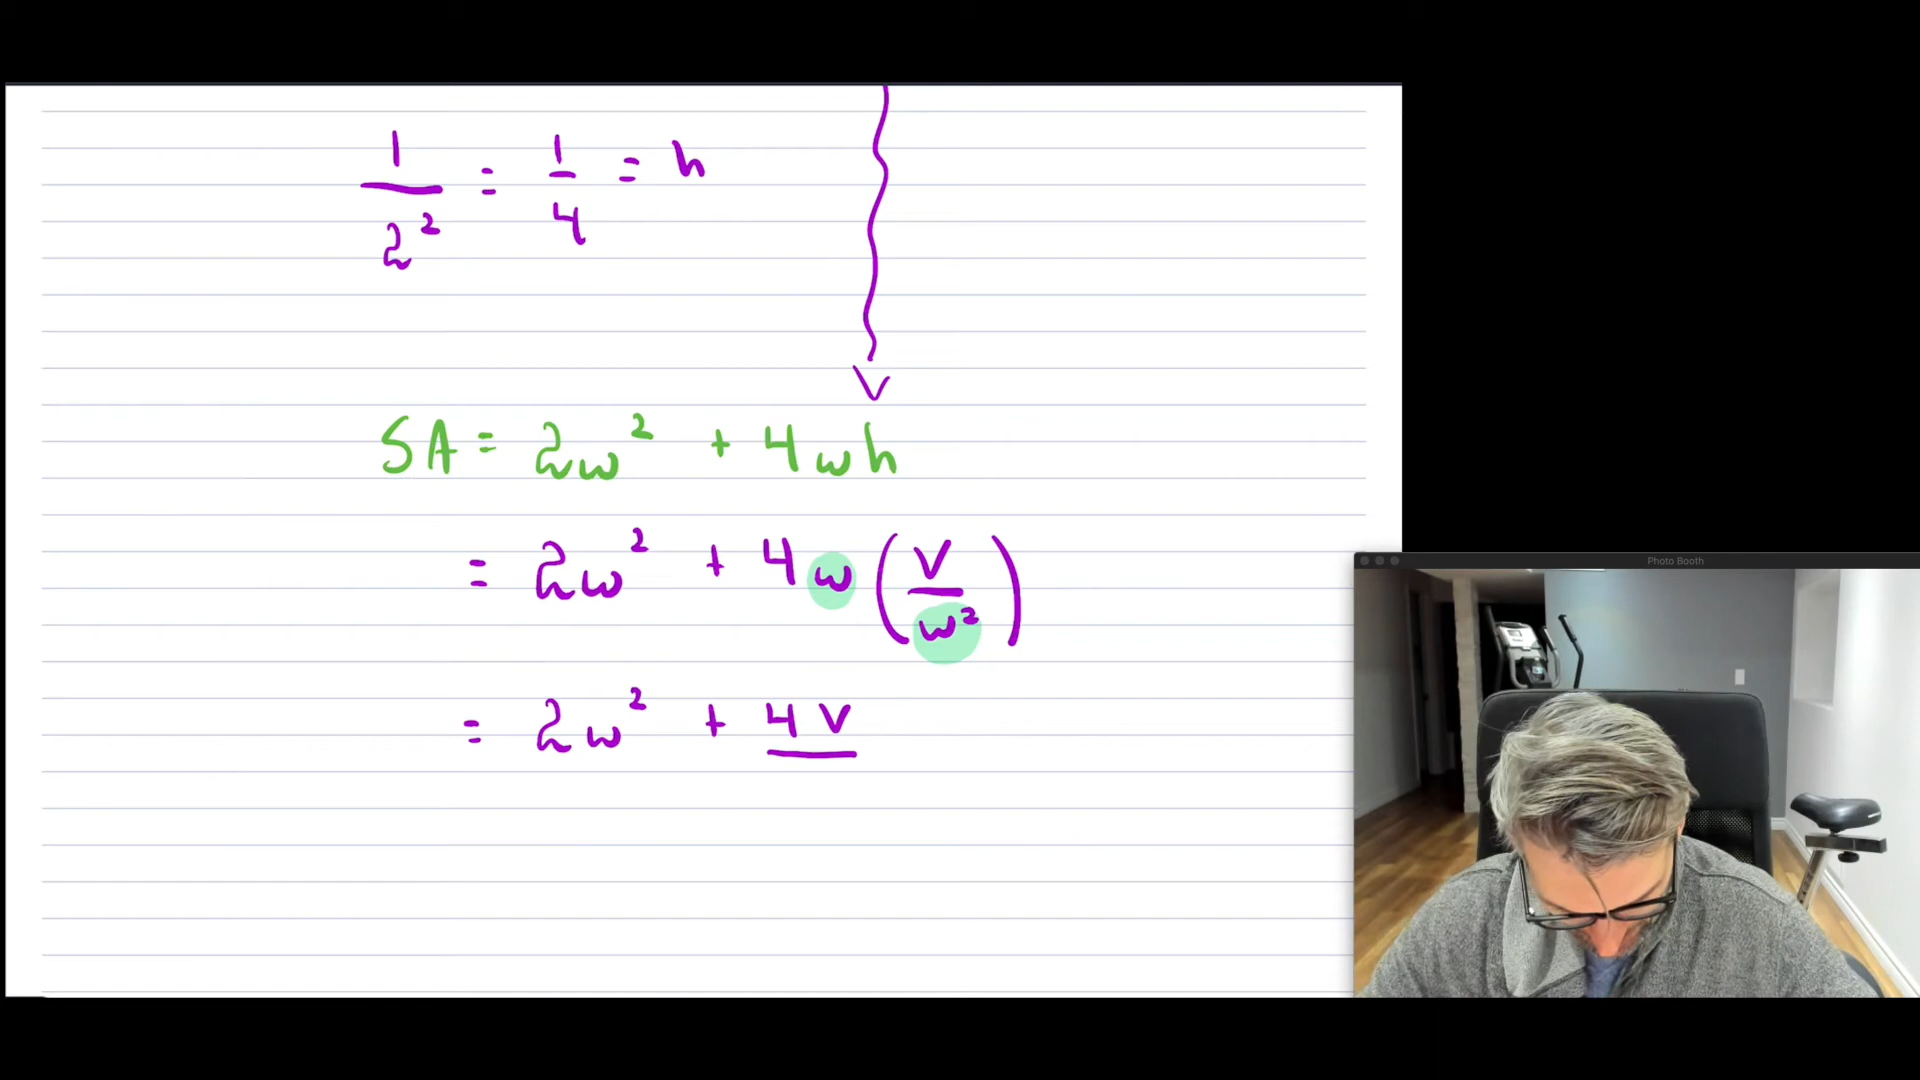 1/2² = 1/4 = h
SA = 2w² + 4wh
= 2w² + 4w (V/w²)
= 2w² + 4V
Photo Booth